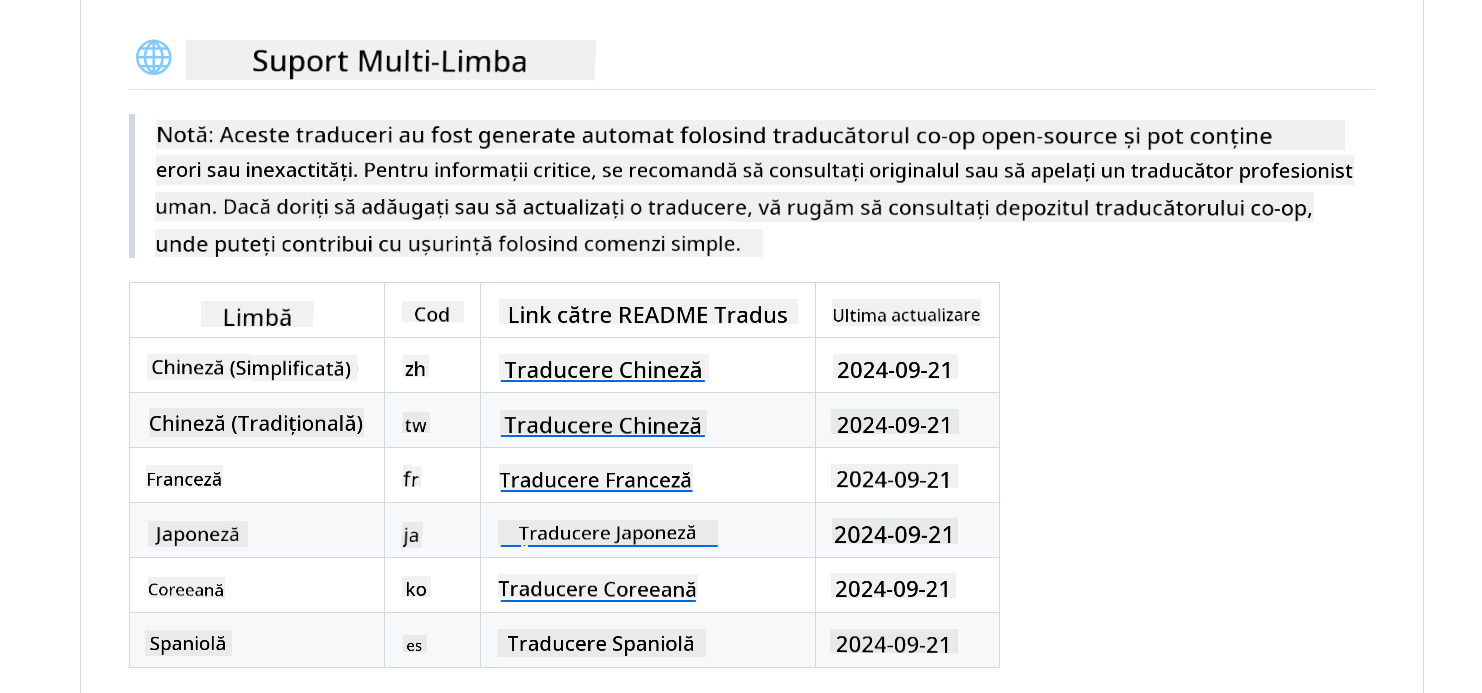 Suport Multi-Limba
Notă: Aceste traduceri au fost generate automat folosind traducătorul co-op open-source și pot conține
erori sau inexactități. Pentru informații critice, se recomandă să consultați originalul sau să apelați un traducător profesionist
uman. Dacă doriți să adăugați sau să actualizați o traducere, vă rugăm să consultați depozitul traducătorului co-op,
unde puteți contribui cu ușurință folosind comenzi simple.
Limbă Cod Link către README Tradus Ultima actualizare
Chineză (Simplificată) zh Traducere Chineză 2024-09-21
Chineză (Tradițională) tw Traducere Chineză 2024-09-21
Franceză fr Traducere Franceză 2024-09-21
Japoneză ja Traducere Japoneză 2024-09-21
Coreeană ko Traducere Coreeană 2024-09-21
Spaniolă es Traducere Spaniolă 2024-09-21